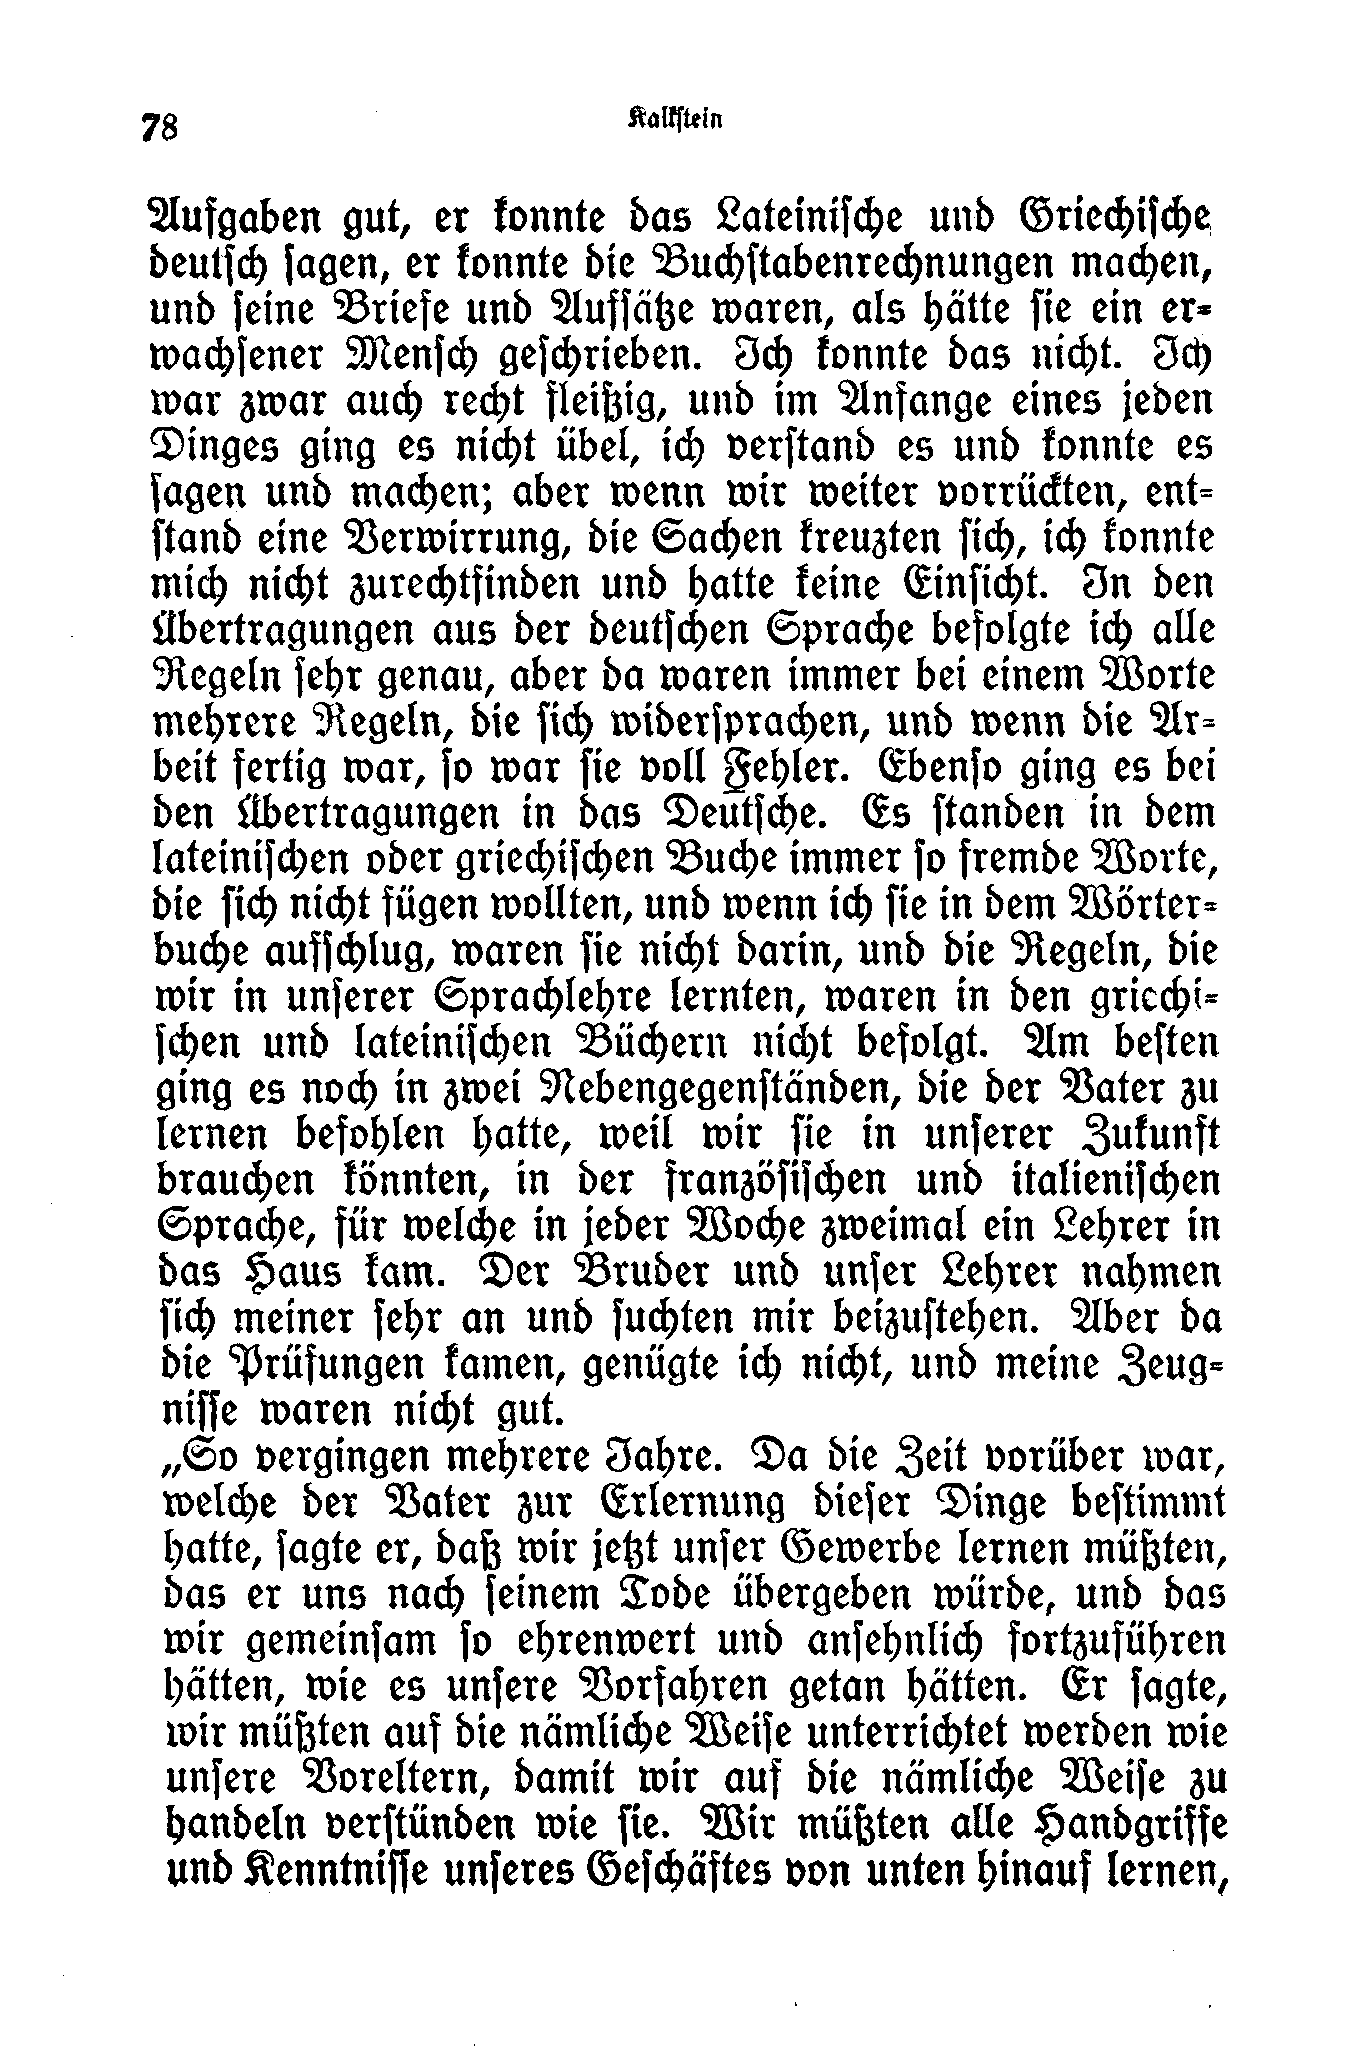 78
Kalkstein
Aufgaben gut, er konnte das Lateinische und Griechische
deutsch sagen, er konnte die Buchstabenrechnungen machen,
und seine Briefe und Aufsätze waren, als hätte sie ein er-
wachsener Mensch geschrieben. Ich konnte das nicht. Ich
war zwar auch recht fleißig, und im Anfange eines jeden
Dinges ging es nicht übel, ich verstand es und konnte es
sagen und machen; aber wenn wir weiter vorrückten, ent-
stand eine Verwirrung, die Sachen kreuzten sich, ich konnte
mich nicht zurechtfinden und hatte keine Einsicht. In den
Übertragungen aus der deutschen Sprache befolgte ich alle
Regeln sehr genau, aber da waren immer bei einem Worte
mehrere Regeln, die sich widersprachen, und wenn die Ar-
beit fertig war, so war sie voll Fehler. Ebenso ging es bei
den Übertragungen in das Deutsche. Es standen in dem
lateinischen oder griechischen Buche immer so fremde Worte,
die sich nicht fügen wollten, und wenn ich sie in dem Wörter-
buche aufschlug, waren sie nicht darin, und die Regeln, die
wir in unserer Sprachlehre lernten, waren in den griechi-
schen und lateinischen Büchern nicht befolgt. Am besten
ging es noch in zwei Nebengegenständen, die der Vater zu
lernen befohlen hatte, weil wir sie in unserer Zukunft
brauchen könnten, in der französischen und italienischen
Sprache, für welche in jeder Woche zweimal ein Lehrer in
das Haus kam. Der Bruder und unser Lehrer nahmen
sich meiner sehr an und suchten mir beizustehen. Aber da
die Prüfungen kamen, genügte ich nicht, und meine Zeug-
nisse waren nicht gut.
„So vergingen mehrere Jahre. Da die Zeit vorüber war,
welche der Vater zur Erlernung dieser Dinge bestimmt
hatte, sagte er, daß wir jetzt unser Gewerbe lernen müßten,
das er uns nach seinem Tode übergeben würde, und das
wir gemeinsam so ehrenwert und ansehnlich fortzuführen
hätten, wie es unsere Vorfahren getan hätten. Er sagte,
wir müßten auf die nämliche Weise unterrichtet werden wie
unsere Voreltern, damit wir auf die nämliche Weise zu
handeln verstünden wie sie. Wir müßten alle Handgriffe
und Kenntnisse unseres Geschäftes von unten hinauf lernen,